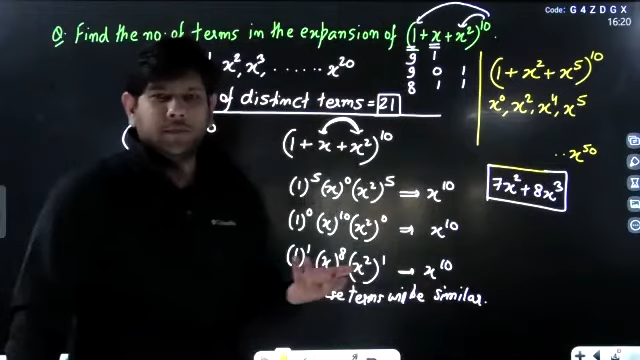 Code: G4ZDGX
16:20
Q. Find the no. of terms in the expansion of (1 + x + x²)¹⁰.
x², x³, ...... x²⁰
9 1
9 0 1
8 1 1
of distinct terms = 21
(1 + x + x²)¹⁰
(1)⁵ (x)⁰ (x²)⁵ ⇒ x¹⁰
(1)⁰ (x)¹⁰ (x²)⁰ ⇒ x¹⁰
(1)¹ (x)⁸ (x²)¹ → x¹⁰
terms will be similar.
(1 + x² + x⁵)¹⁰
x⁰, x², x⁴, x⁵
.. x⁵⁰
7x² + 8x³
Columbia